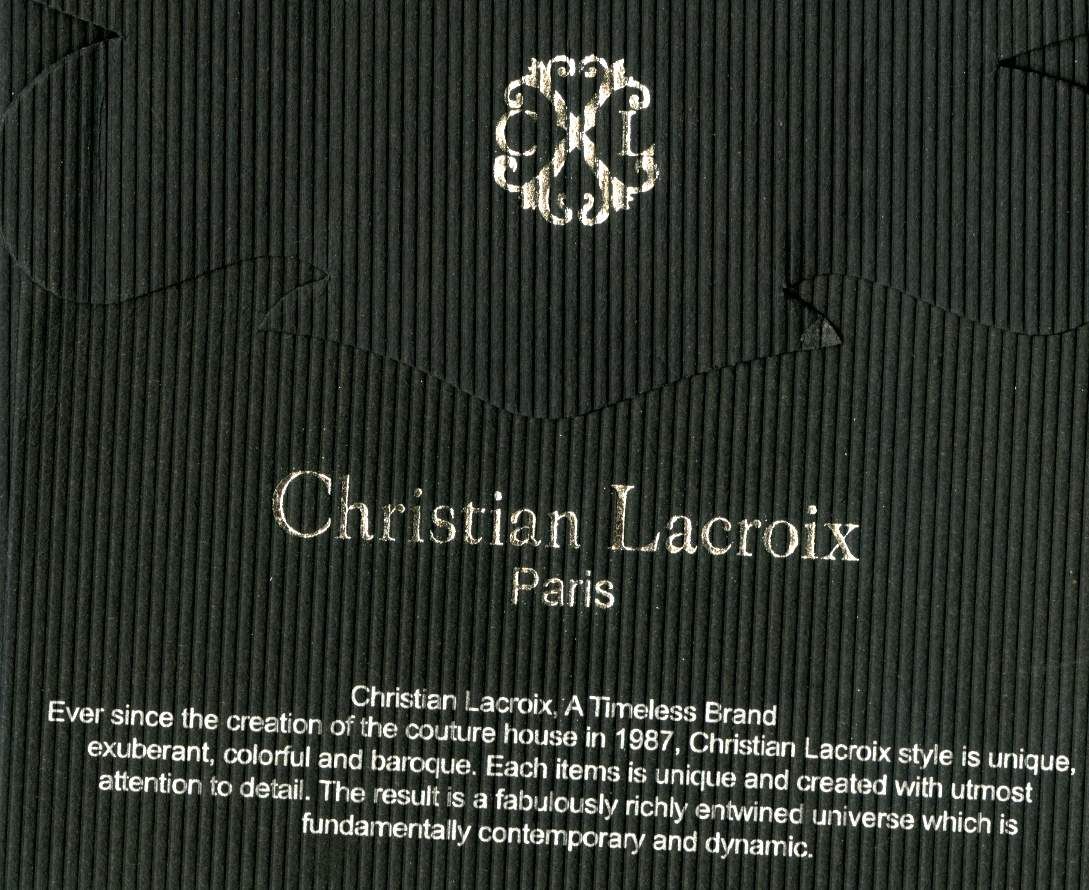 C L
Christian Lacroix
Paris
Christian Lacroix, A Timeless Brand
Ever since the creation of the couture house in 1987, Christian Lacroix style is unique,
exuberant, colorful and baroque. Each items is unique and created with utmost
attention to detail. The result is a fabulously richly entwined universe which is
fundamentally contemporary and dynamic.